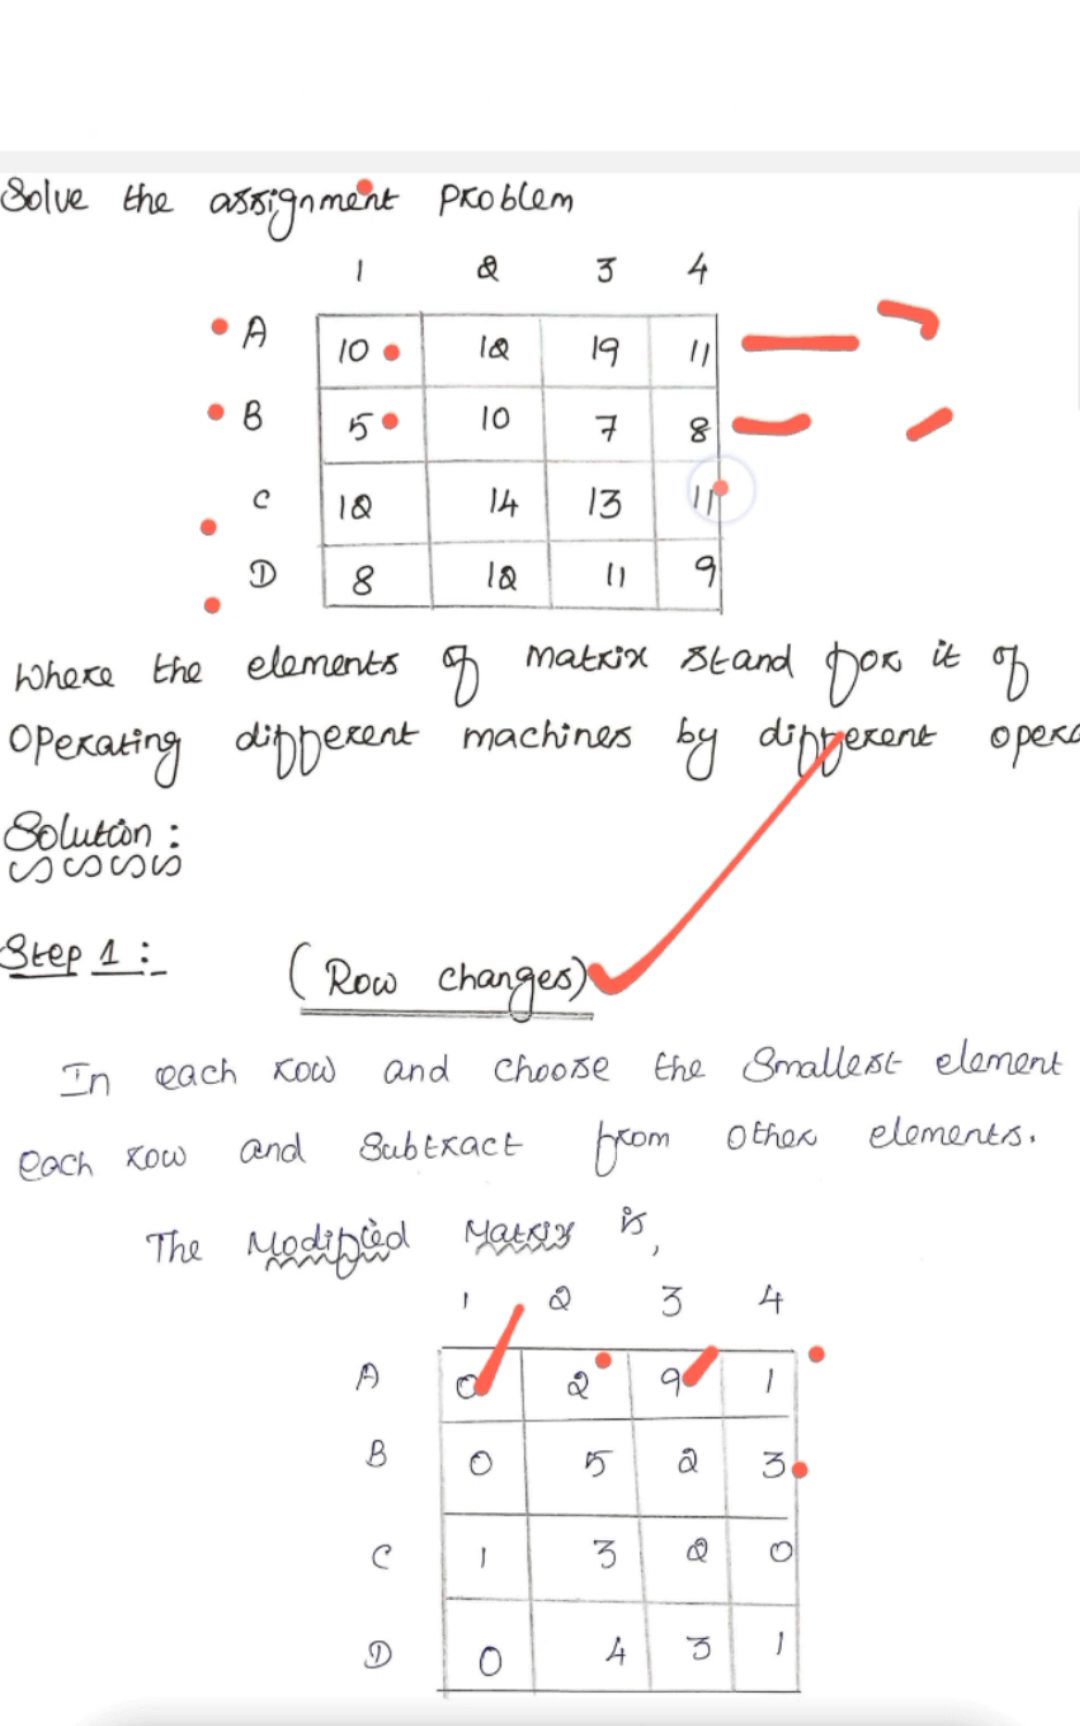 Solve the assignment problem
1 2 3 4
A 10 12 19 11
B 5 10 7 8
C 12 14 13 11
D 8 12 11 9
Where the elements of matrix stand for it of
Operating different machines by different opera
Solution :
Step 1 :-
(Row changes)
In each row and choose the Smallest element
each row and Subtract from other elements.
The Modified Matrix is,
1 2 3 4
A 0 2 9 1
B 0 5 2 3
C 1 3 2 0
D 0 4 3 1